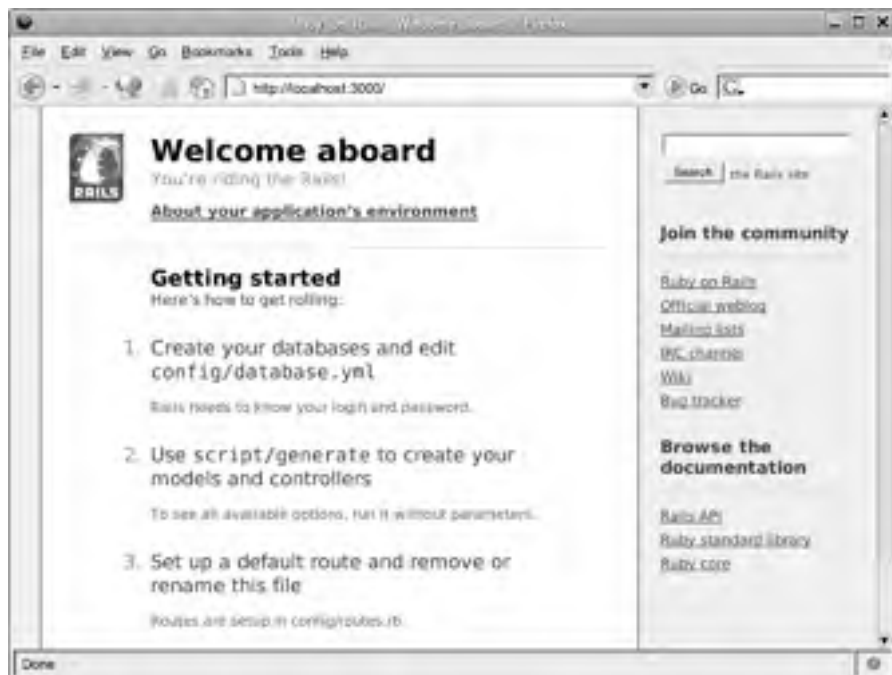 File Edit View Go Bookmarks Tools Help
http://localhost:3000/
Go
RAILS
Welcome aboard
You're riding the Rails!
About your application's environment
Getting started
Here's how to get rolling:
1. Create your databases and edit
config/database.yml
Rails needs to know your login and password.
2. Use script/generate to create your
models and controllers
To see all available options, run it without parameters.
3. Set up a default route and remove or
rename this file
Routes are setup in config/routes.rb.
Search the Rails site
Join the community
Ruby on Rails
Official weblog
Mailing lists
IRC channel
Wiki
Bug tracker
Browse the
documentation
Rails API
Ruby standard library
Ruby core
Done